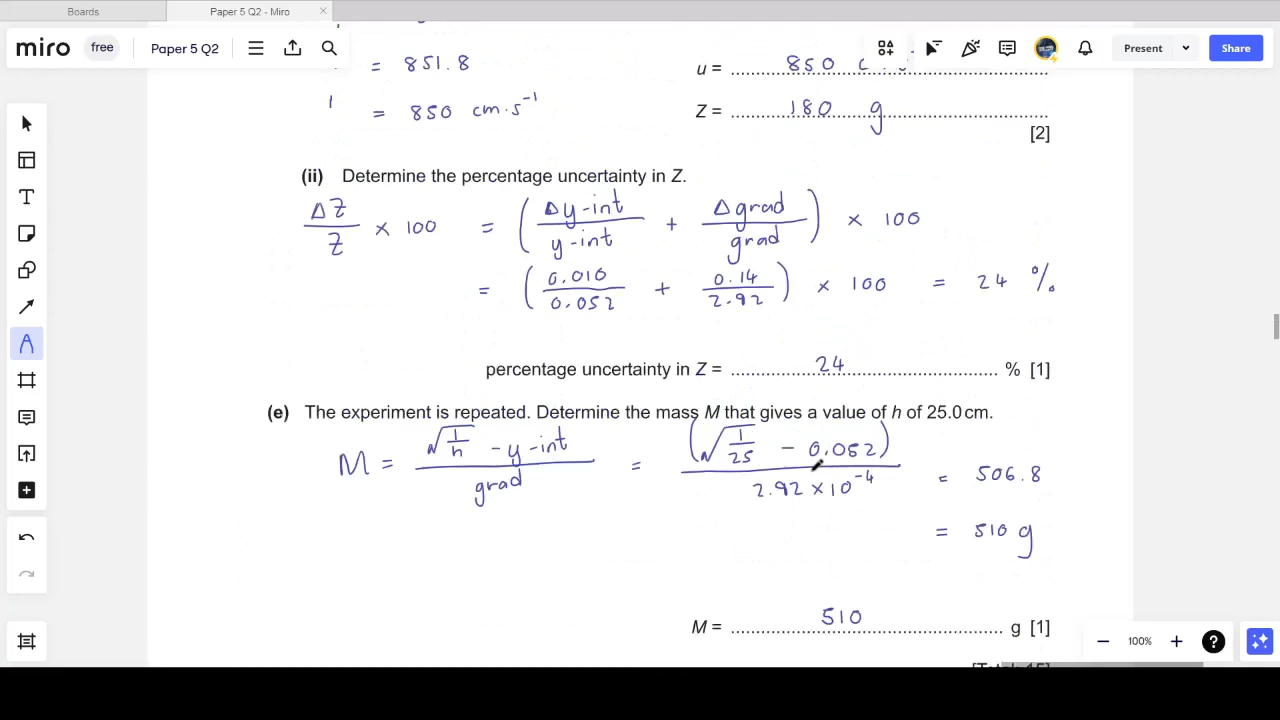 Boards
Paper 5 Q2 - Miro
miro free Paper 5 Q2 Present Share
= 851.8
u = 850
= 850 cm·s⁻¹
Z = 180 g
[2]
(ii) Determine the percentage uncertainty in Z.
ΔZ/Z × 100 = (Δy-int/y-int + Δgrad/grad) × 100
= (0.010/0.052 + 0.14/2.92) × 100 = 24 %
percentage uncertainty in Z = 24 % [1]
(e) The experiment is repeated. Determine the mass M that gives a value of h of 25.0 cm.
M = (√(1/h) - y-int)/grad = (√(1/25) - 0.052)/(2.92 × 10⁻⁴) = 506.8
= 510 g
M = 510 g [1]
100%